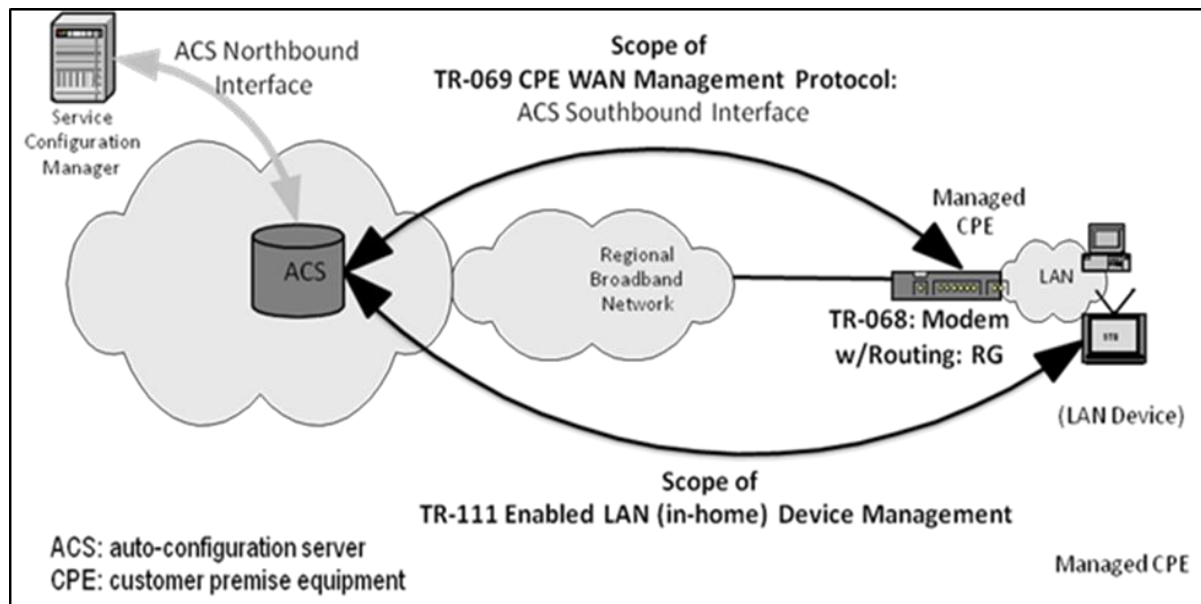 Service
Configuration
Manager
ACS Northbound
Interface
Scope of
TR-069 CPE WAN Management Protocol:
ACS Southbound Interface
ACS
Regional
Broadband
Network
Managed
CPE
LAN
TR-068: Modem
w/Routing: RG
STB
(LAN Device)
Scope of
TR-111 Enabled LAN (in-home) Device Management
ACS: auto-configuration server
CPE: customer premise equipment
Managed CPE